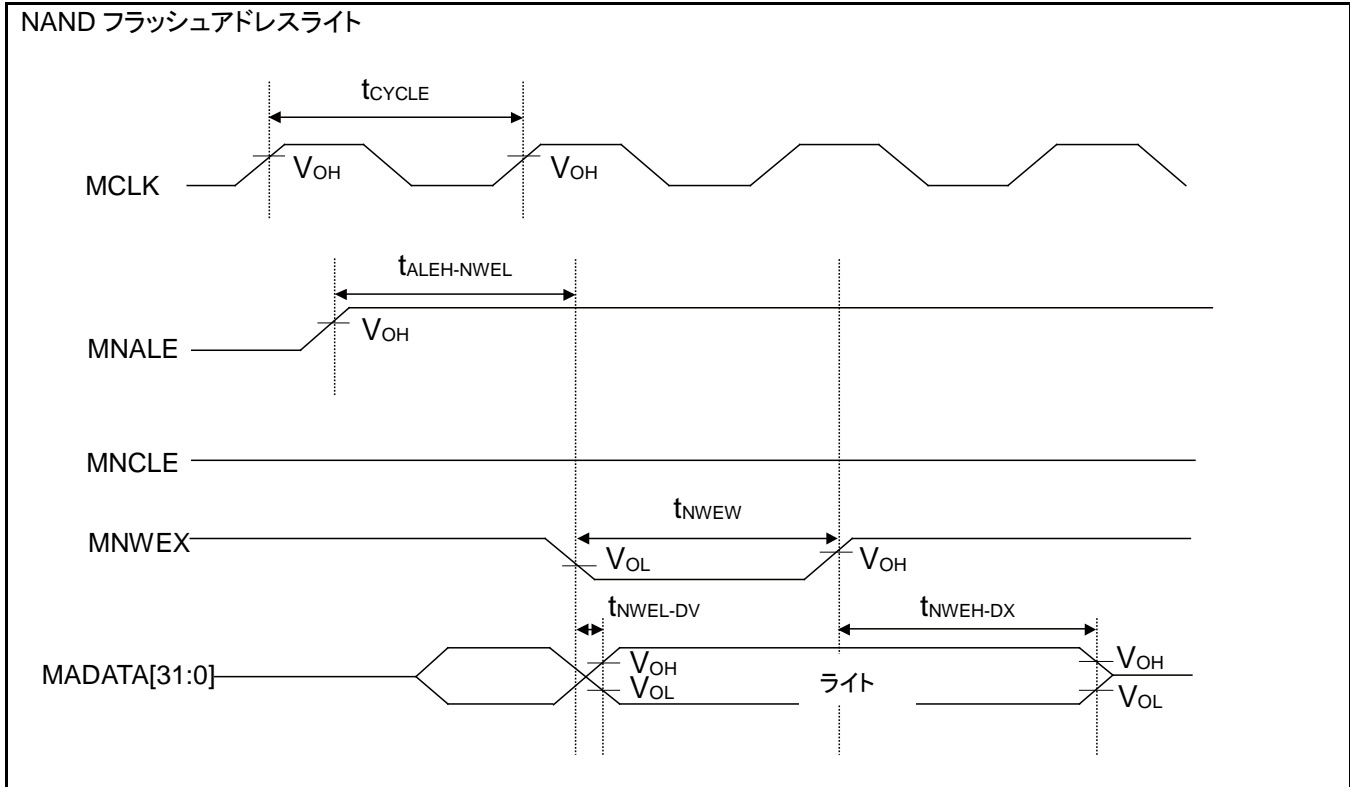 NAND フラッシュアドレスライト
tCYCLE
MCLK
VOH
VOH
tALEH-NWEL
MNALE
VOH
MNCLE
tNWEW
MNWEX
VOL
VOH
tNWEL-DV
tNWEH-DX
MADATA[31:0]
VOH
VOL
ライト
VOH
VOL